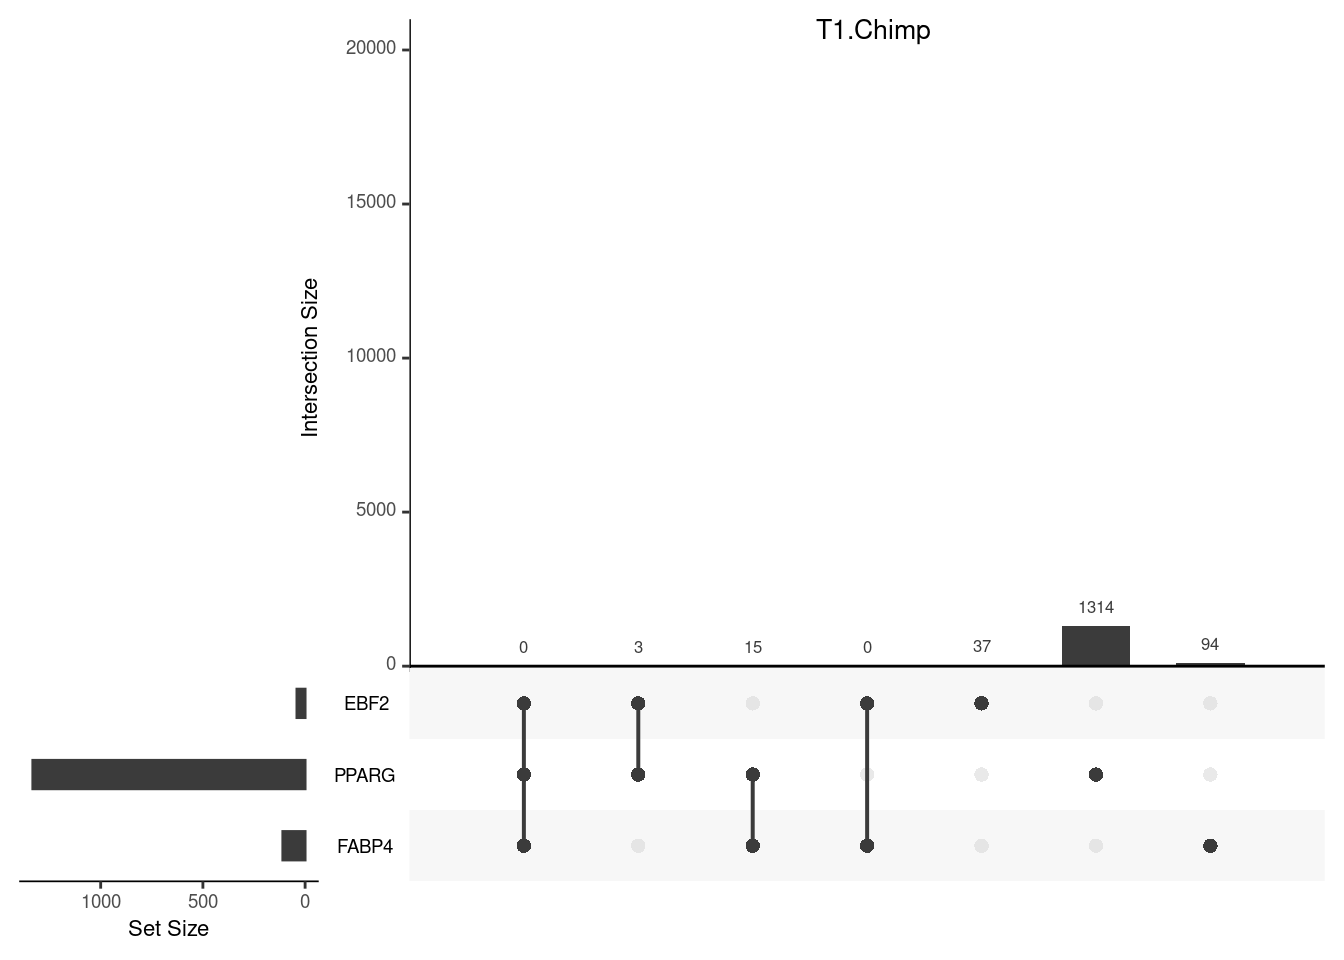 T1.Chimp
20000
15000
10000
5000
0
Intersection Size
1314
0 3 15 0 37 94
EBF2
PPARG
FABP4
1000 500 0
Set Size